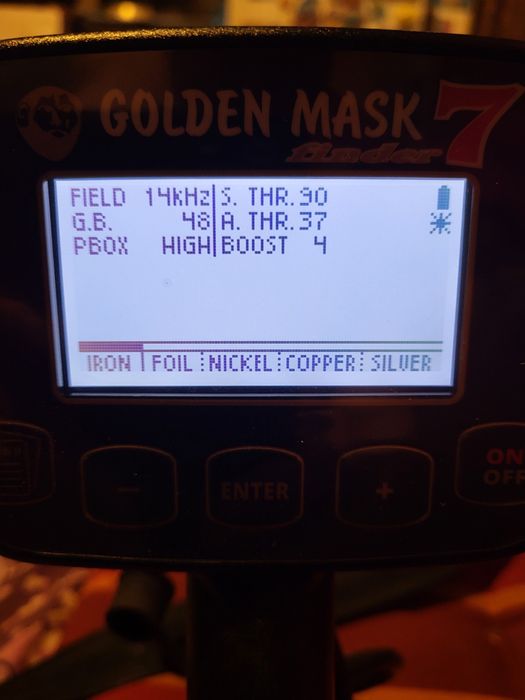 GOLDEN MASK 7
finder
FIELD 14kHz S. THR. 90
G.B. 48 A. THR. 37
PBOX HIGH BOOST 4
IRON FOIL NICKEL COPPER SILVER
- ENTER + ON
OFF